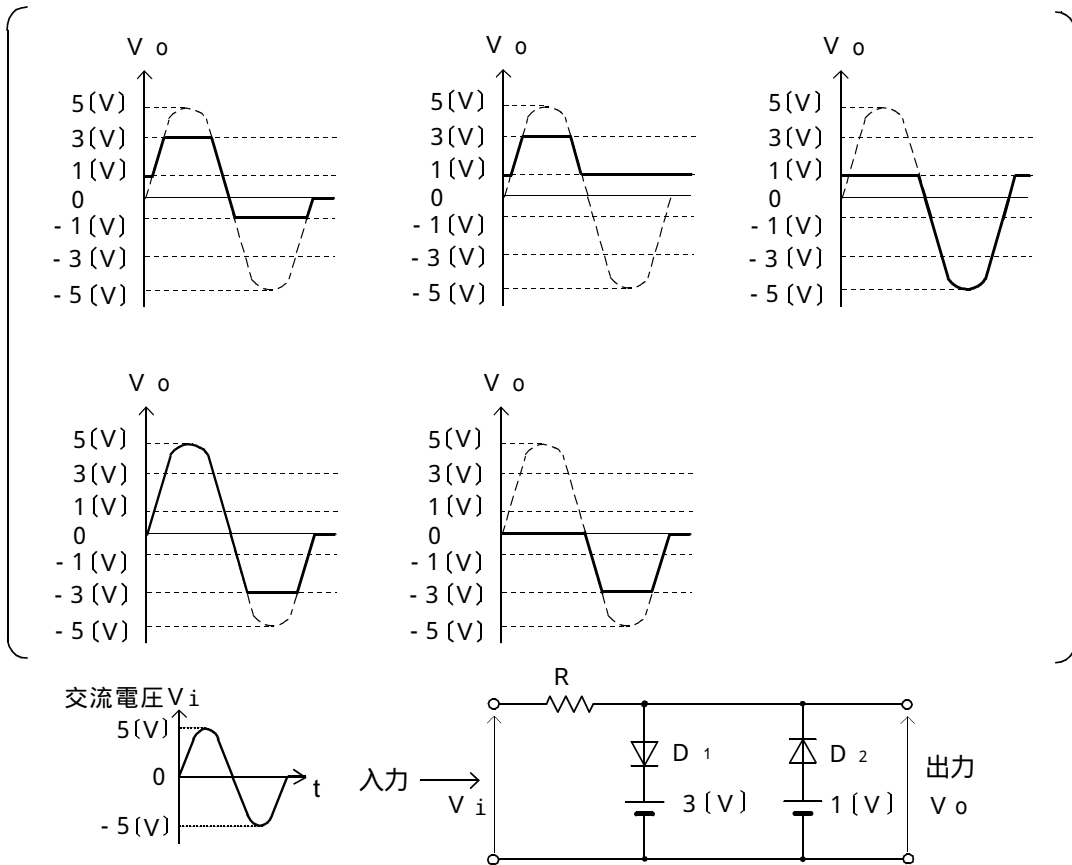 V o
5〔V〕
3〔V〕
1〔V〕
0
- 1〔V〕
- 3〔V〕
- 5〔V〕
V o
5〔V〕
3〔V〕
1〔V〕
0
- 1〔V〕
- 3〔V〕
- 5〔V〕
V o
5〔V〕
3〔V〕
1〔V〕
0
- 1〔V〕
- 3〔V〕
- 5〔V〕
V o
5〔V〕
3〔V〕
1〔V〕
0
- 1〔V〕
- 3〔V〕
- 5〔V〕
V o
5〔V〕
3〔V〕
1〔V〕
0
- 1〔V〕
- 3〔V〕
- 5〔V〕
交流電圧V i
5〔V〕
0
- 5〔V〕
t
入力
V i
R
D 1
3〔V〕
D 2
1〔V〕
出力
V o